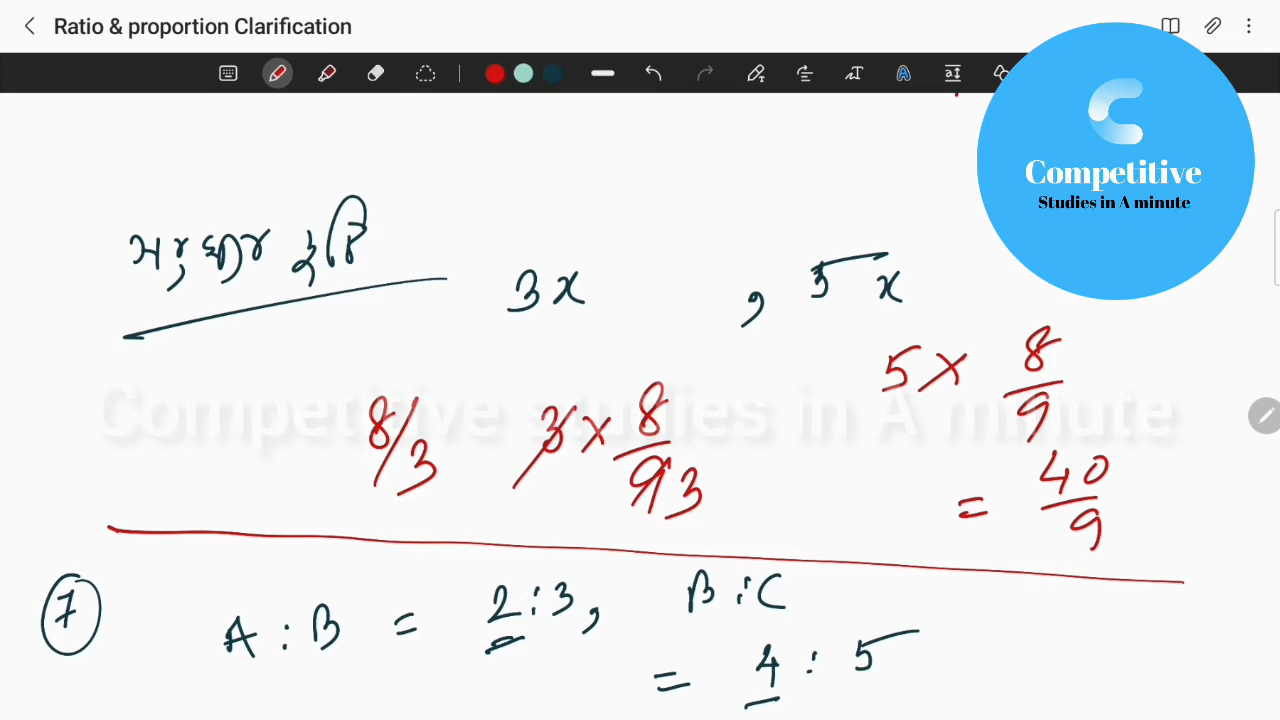 Ratio & proportion Clarification
Competitive
Studies in A minute
3x , 5x
5 × 8/9
8/3 3 × 8/9 3
= 40/9
Competitive studies in A minute
7 A : B = 2 : 3, B : C
= 4 : 5